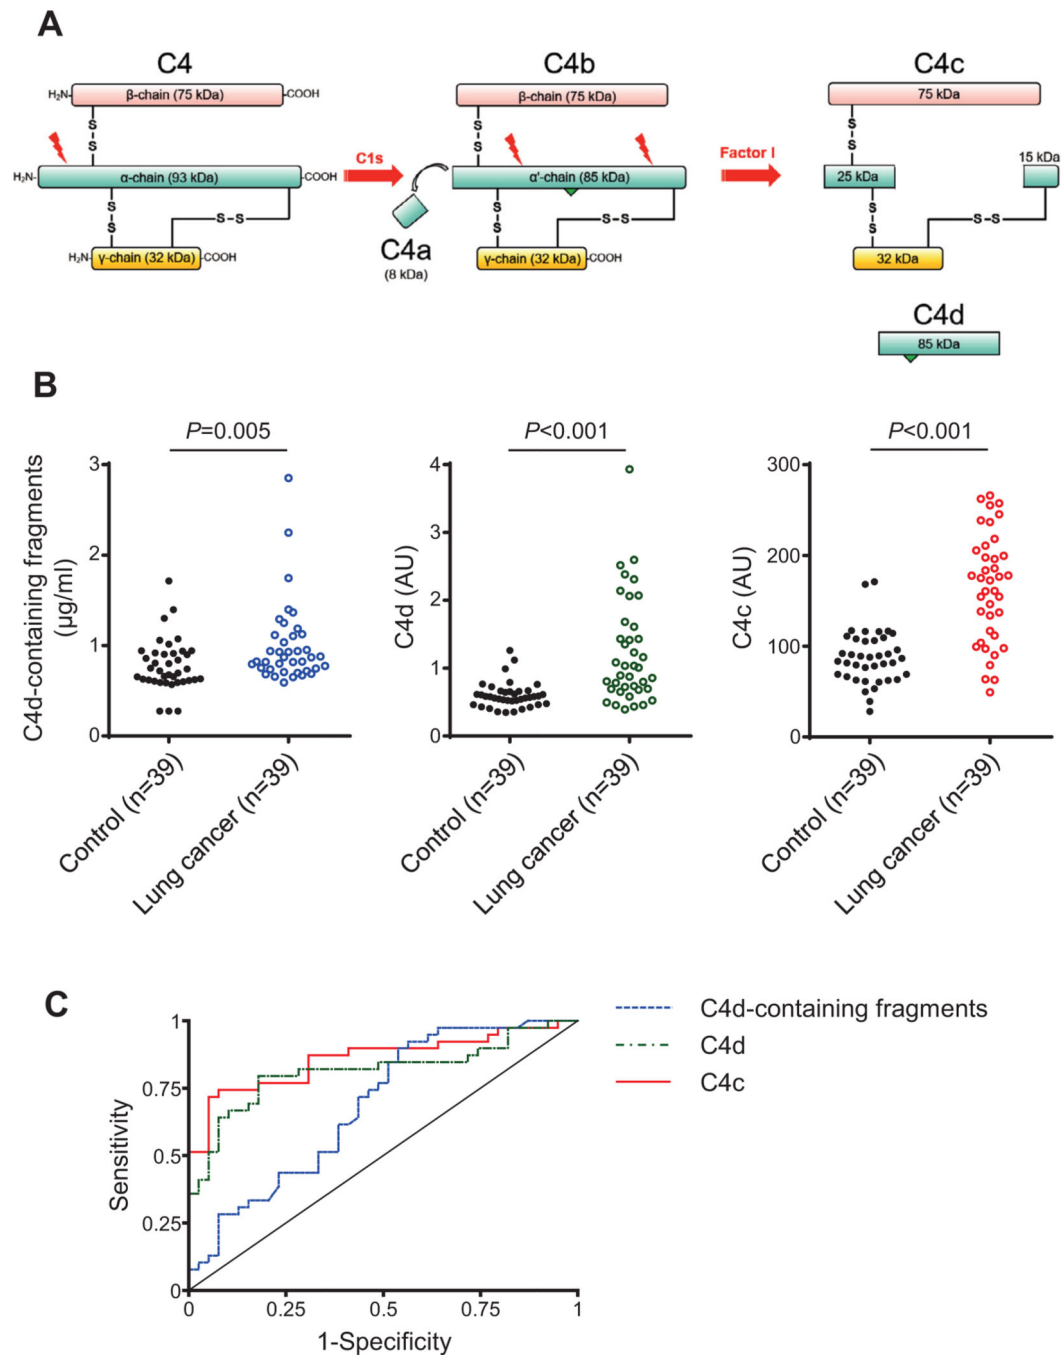 A
C4
C4b
C4c
H₂N-
β-chain (75 kDa)
-COOH
β-chain (75 kDa)
75 kDa
S
S
S
S
S
S
15 kDa
H₂N-
α-chain (93 kDa)
-COOH
C1s
α'-chain (85 kDa)
Factor I
25 kDa
S
S
S-S
S
S
S-S
S
S
S-S
H₂N-
γ-chain (32 kDa)
-COOH
C4a
(8 kDa)
γ-chain (32 kDa)
-COOH
32 kDa
C4d
85 kDa
B
P=0.005
P<0.001
P<0.001
C4d-containing fragments
(µg/ml)
3
2
1
0
Control (n=39)
Lung cancer (n=39)
C4d (AU)
4
3
2
1
0
Control (n=39)
Lung cancer (n=39)
C4c (AU)
300
200
100
0
Control (n=39)
Lung cancer (n=39)
C
Sensitivity
1
0.75
0.5
0.25
0
0
0.25
0.5
0.75
1
1-Specificity
C4d-containing fragments
C4d
C4c